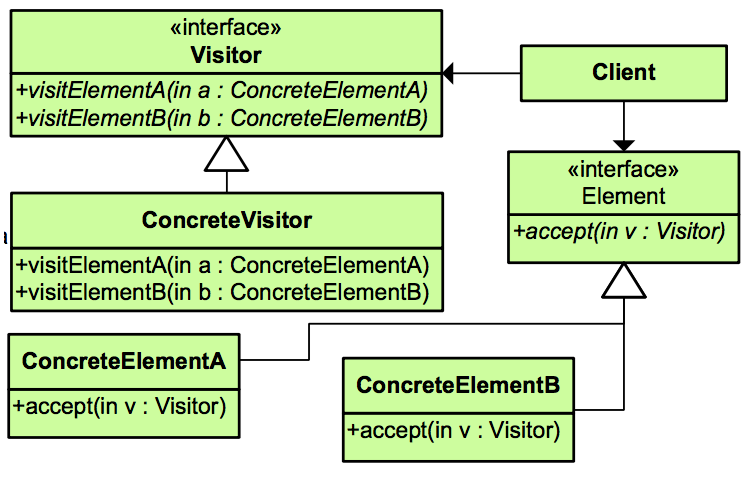 «interface»
Visitor
+visitElementA(in a : ConcreteElementA)
+visitElementB(in b : ConcreteElementB)
Client
«interface»
Element
+accept(in v : Visitor)
ConcreteVisitor
+visitElementA(in a : ConcreteElementA)
+visitElementB(in b : ConcreteElementB)
ConcreteElementA
+accept(in v : Visitor)
ConcreteElementB
+accept(in v : Visitor)